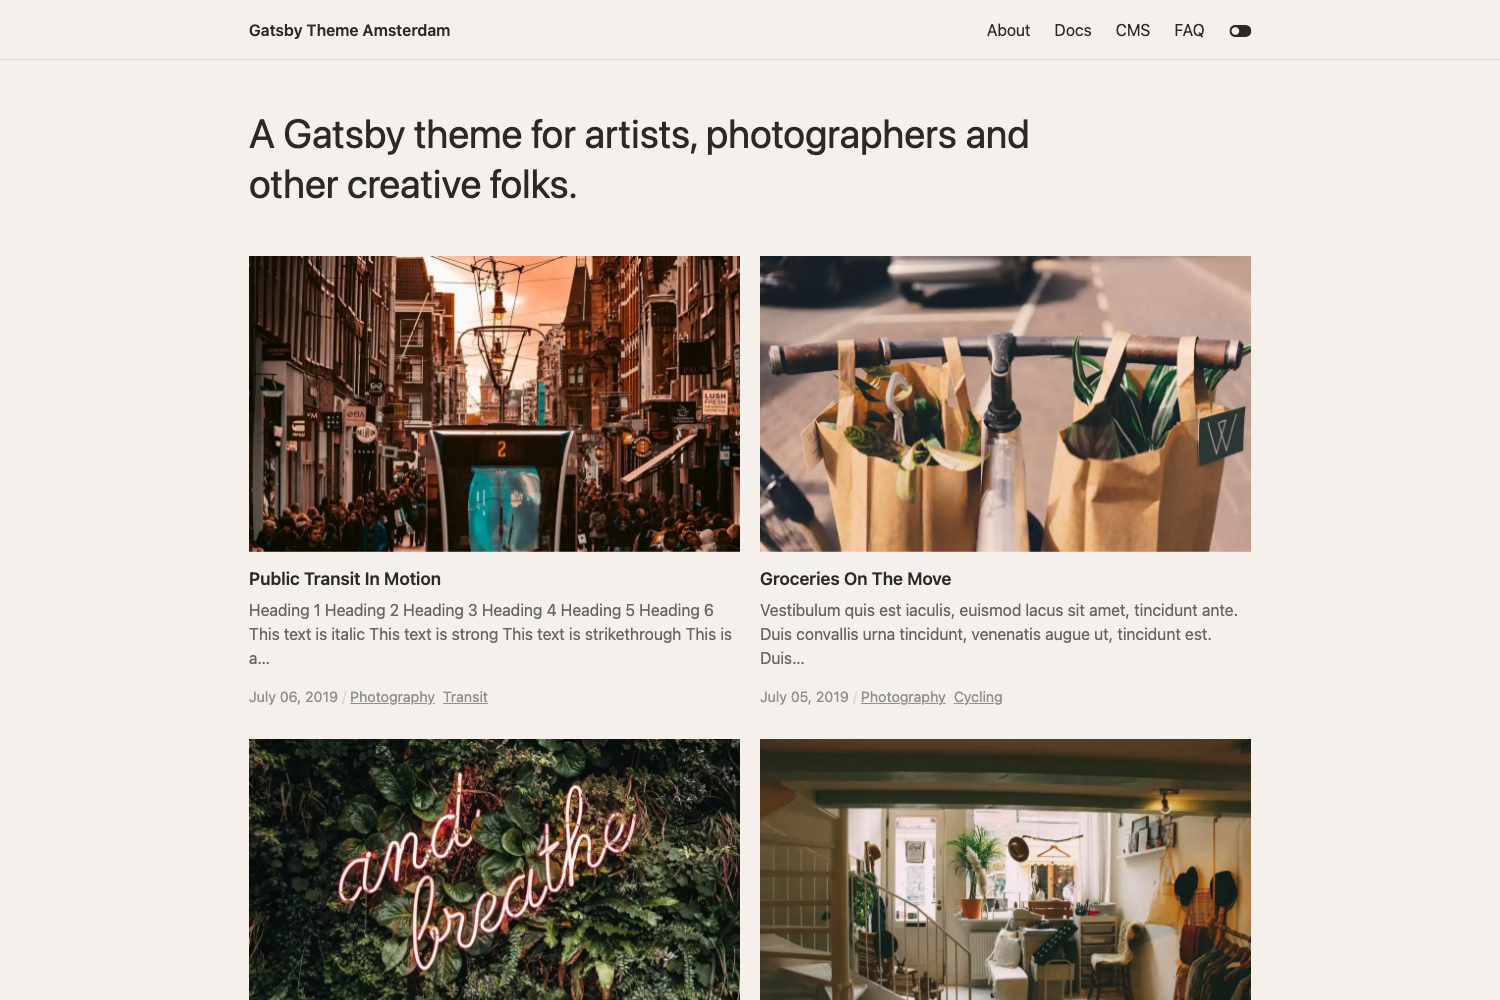 Gatsby Theme Amsterdam
About Docs CMS FAQ
A Gatsby theme for artists, photographers and
other creative folks.
2
LUSH
FRESH
W
Public Transit In Motion
Heading 1 Heading 2 Heading 3 Heading 4 Heading 5 Heading 6
This text is italic This text is strong This text is strikethrough This is
a...
July 06, 2019 / Photography Transit
Groceries On The Move
Vestibulum quis est iaculis, euismod lacus sit amet, tincidunt ante.
Duis convallis urna tincidunt, venenatis augue ut, tincidunt est.
Duis...
July 05, 2019 / Photography Cycling
and
breathe